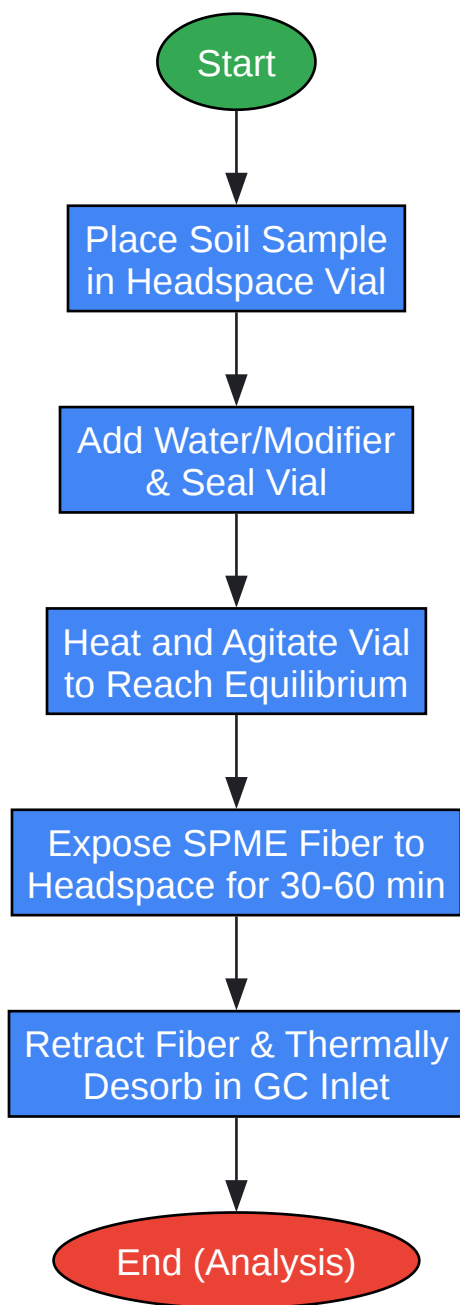 Start
Place Soil Sample
in Headspace Vial
Add Water/Modifier
& Seal Vial
Heat and Agitate Vial
to Reach Equilibrium
Expose SPME Fiber to
Headspace for 30-60 min
Retract Fiber & Thermally
Desorb in GC Inlet
End (Analysis)